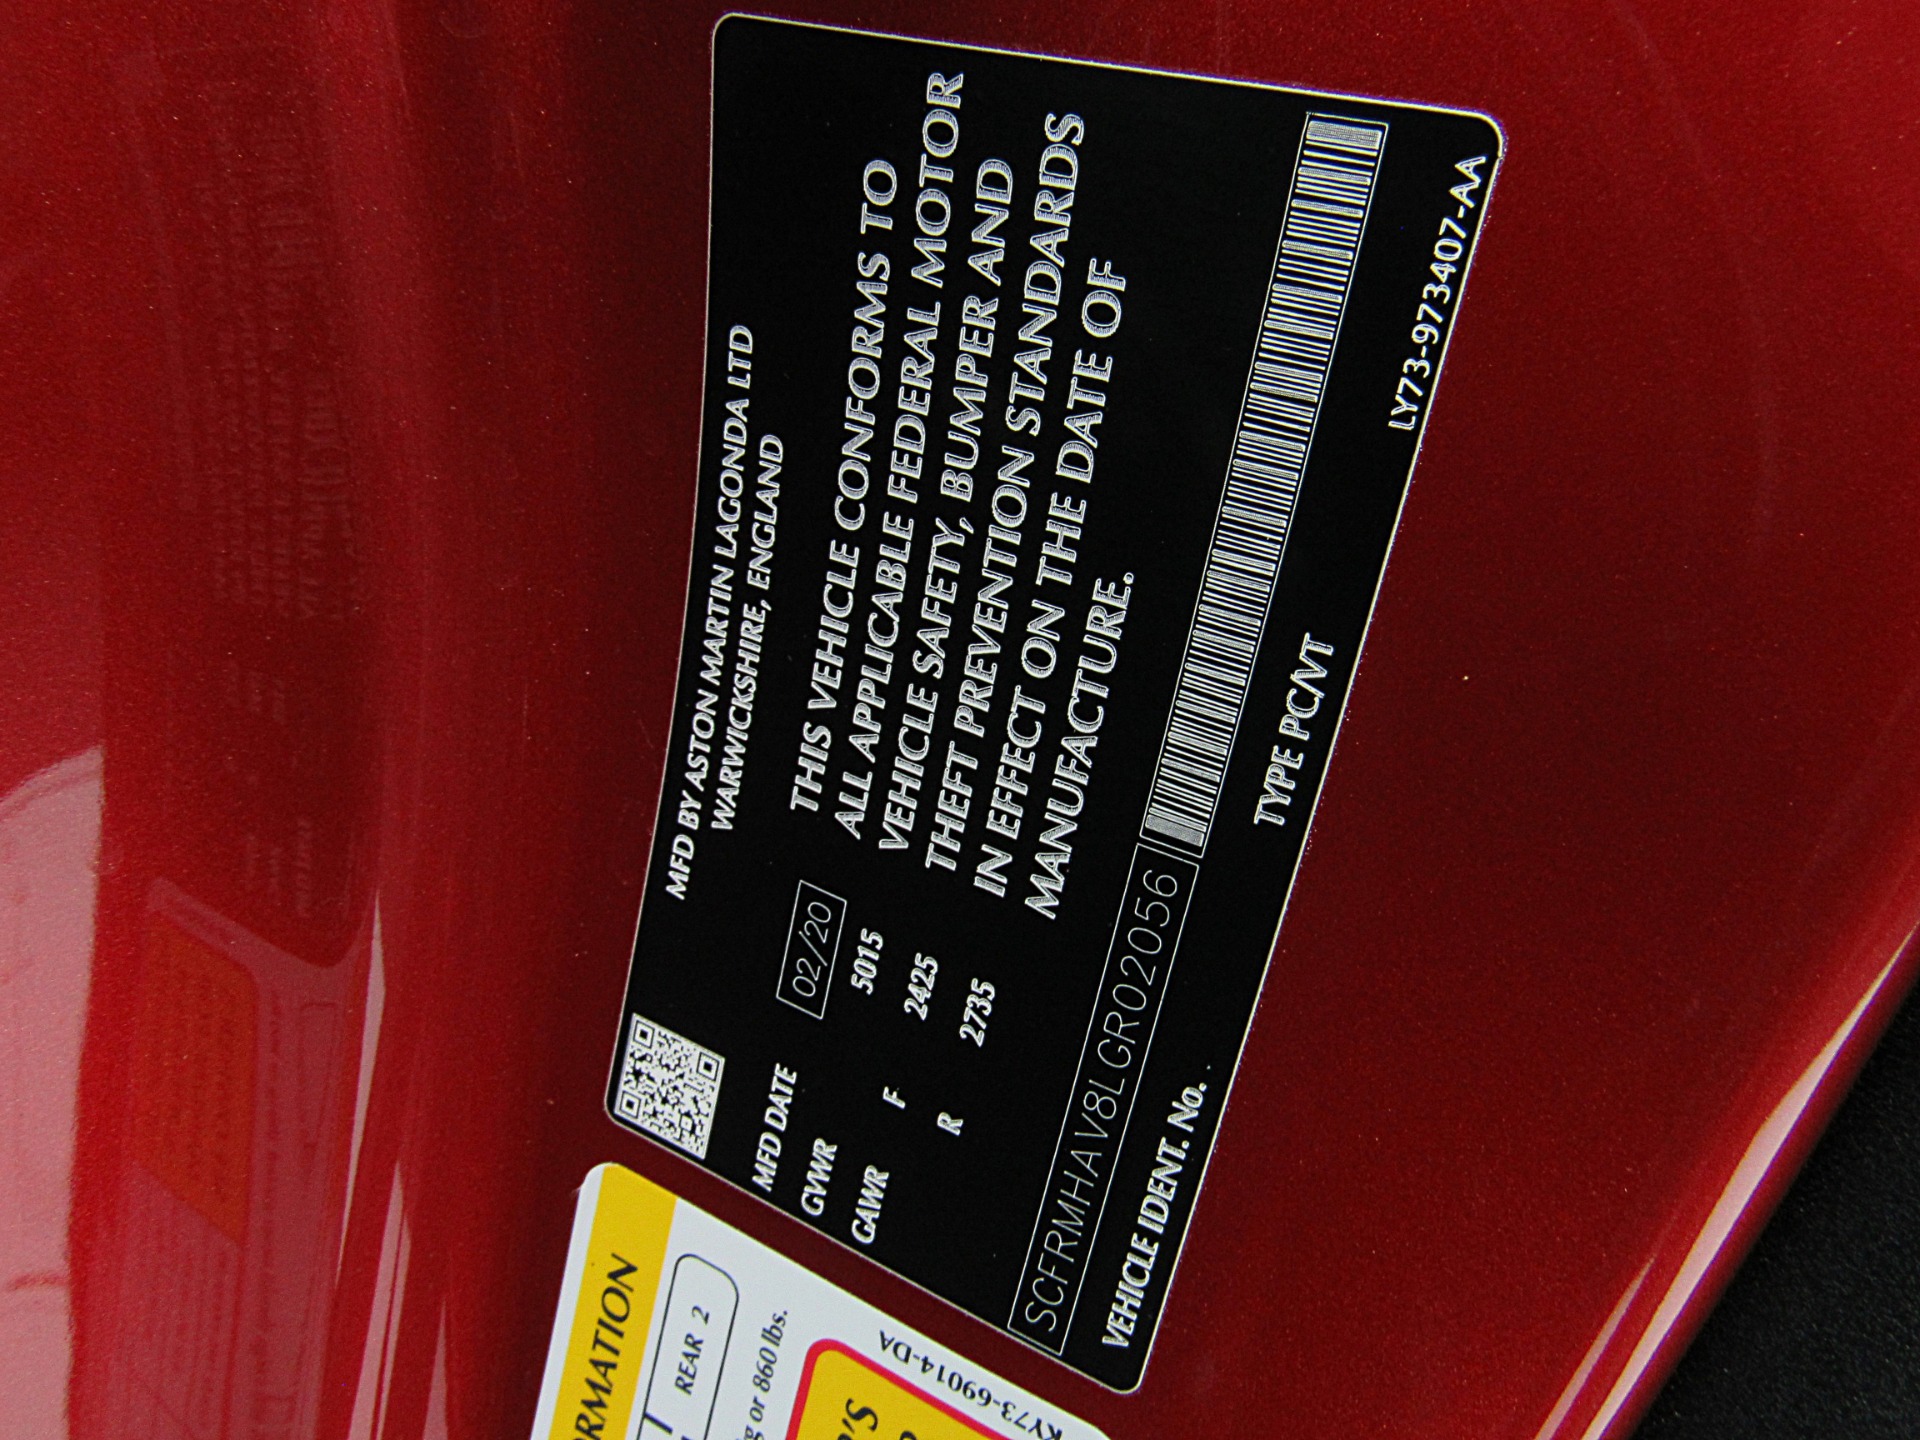 MFD BY ASTON MARTIN LAGONDA LTD
WARWICKSHIRE, ENGLAND
MFD DATE 02/20
GVWR 5015
GAWR F 2425
R 2735
THIS VEHICLE CONFORMS TO
ALL APPLICABLE FEDERAL MOTOR
VEHICLE SAFETY, BUMPER AND
THEFT PREVENTION STANDARDS
IN EFFECT ON THE DATE OF
MANUFACTURE.
SCFRMHAV8LGR02056
VEHICLE IDENT. No.
TYPE PC/VT
LY73-973407-AA
RMATION
REAR 2
or 860 lbs.
'S
KY73-69014-DA